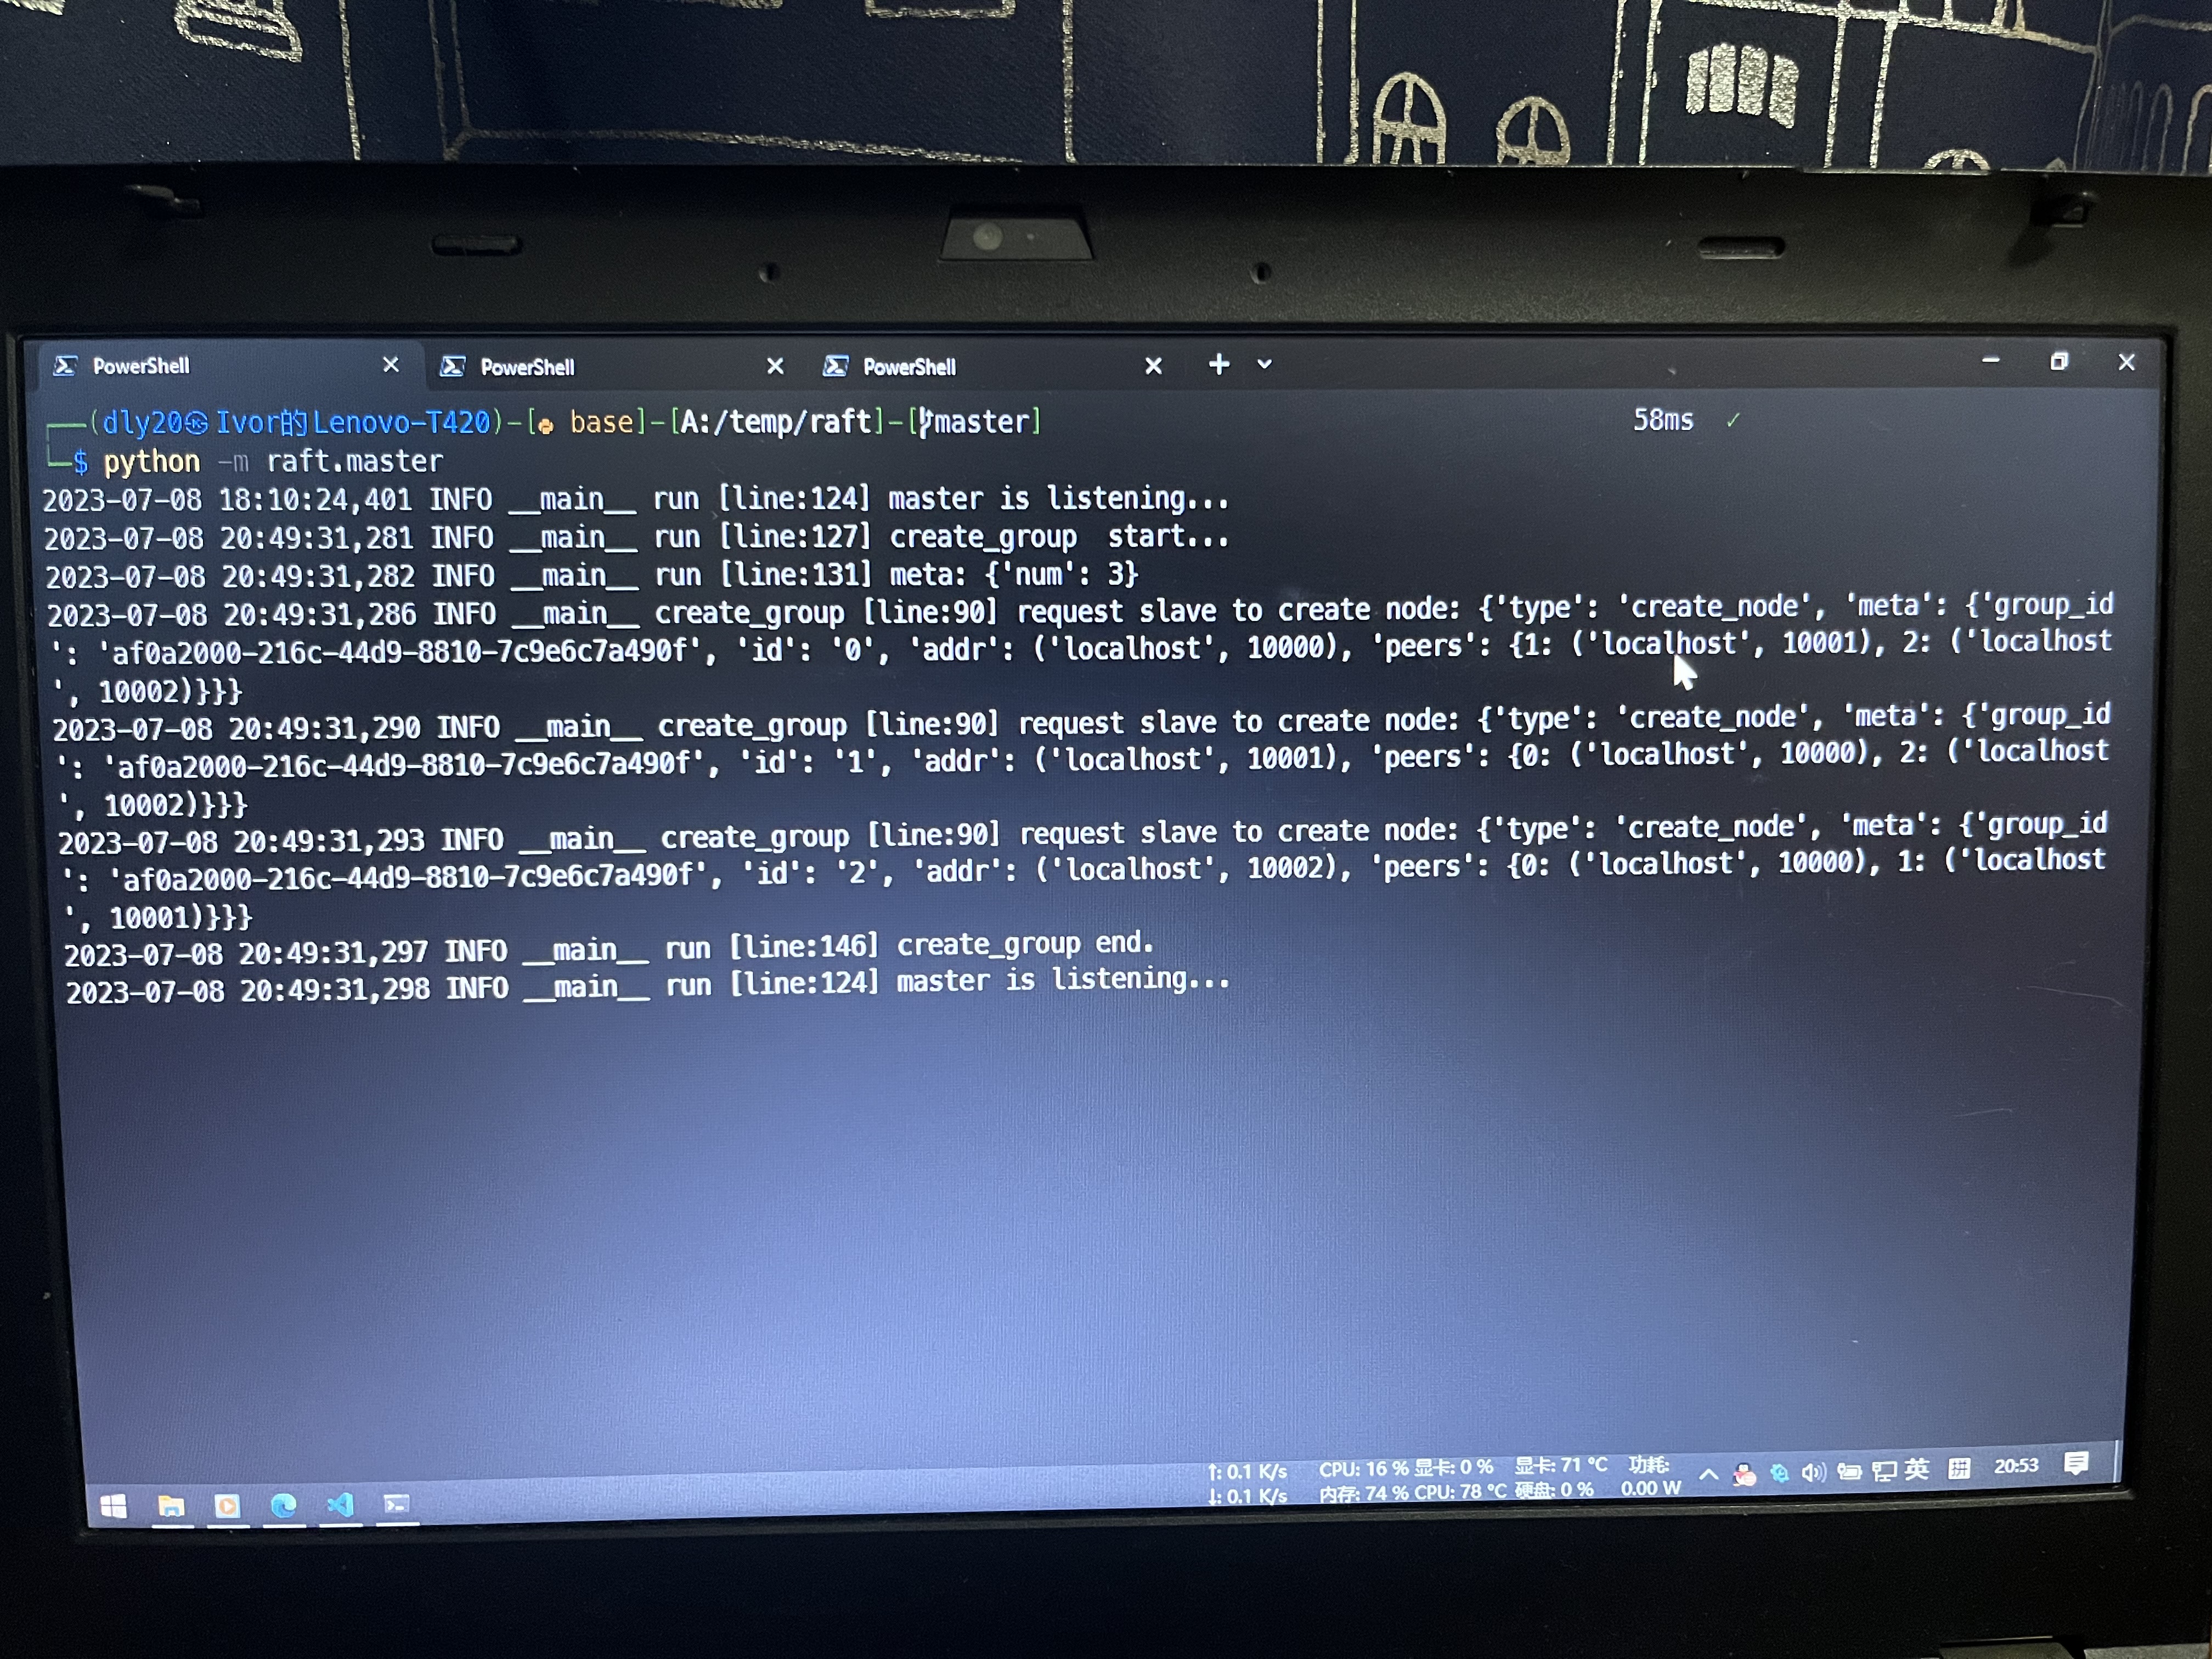 PowerShell PowerShell PowerShell
(dly20㉿Ivor的Lenovo-T420)-[ base]-[A:/temp/raft]-[master] 58ms ✓
$ python -m raft.master
2023-07-08 18:10:24,401 INFO __main__ run [line:124] master is listening...
2023-07-08 20:49:31,281 INFO __main__ run [line:127] create_group  start...
2023-07-08 20:49:31,282 INFO __main__ run [line:131] meta: {'num': 3}
2023-07-08 20:49:31,286 INFO __main__ create_group [line:90] request slave to create node: {'type': 'create_node', 'meta': {'group_id
': 'af0a2000-216c-44d9-8810-7c9e6c7a490f', 'id': '0', 'addr': ('localhost', 10000), 'peers': {1: ('localhost', 10001), 2: ('localhost
', 10002)}}}
2023-07-08 20:49:31,290 INFO __main__ create_group [line:90] request slave to create node: {'type': 'create_node', 'meta': {'group_id
': 'af0a2000-216c-44d9-8810-7c9e6c7a490f', 'id': '1', 'addr': ('localhost', 10001), 'peers': {0: ('localhost', 10000), 2: ('localhost
', 10002)}}}
2023-07-08 20:49:31,293 INFO __main__ create_group [line:90] request slave to create node: {'type': 'create_node', 'meta': {'group_id
': 'af0a2000-216c-44d9-8810-7c9e6c7a490f', 'id': '2', 'addr': ('localhost', 10002), 'peers': {0: ('localhost', 10000), 1: ('localhost
', 10001)}}}
2023-07-08 20:49:31,297 INFO __main__ run [line:146] create_group end.
2023-07-08 20:49:31,298 INFO __main__ run [line:124] master is listening...
↑: 0.1 K/s CPU: 16 % 显卡: 0 % 显卡: 71 °C 功耗:
↓: 0.1 K/s 内存: 74 % CPU: 78 °C 硬盘: 0 % 0.00 W
英 拼 20:53